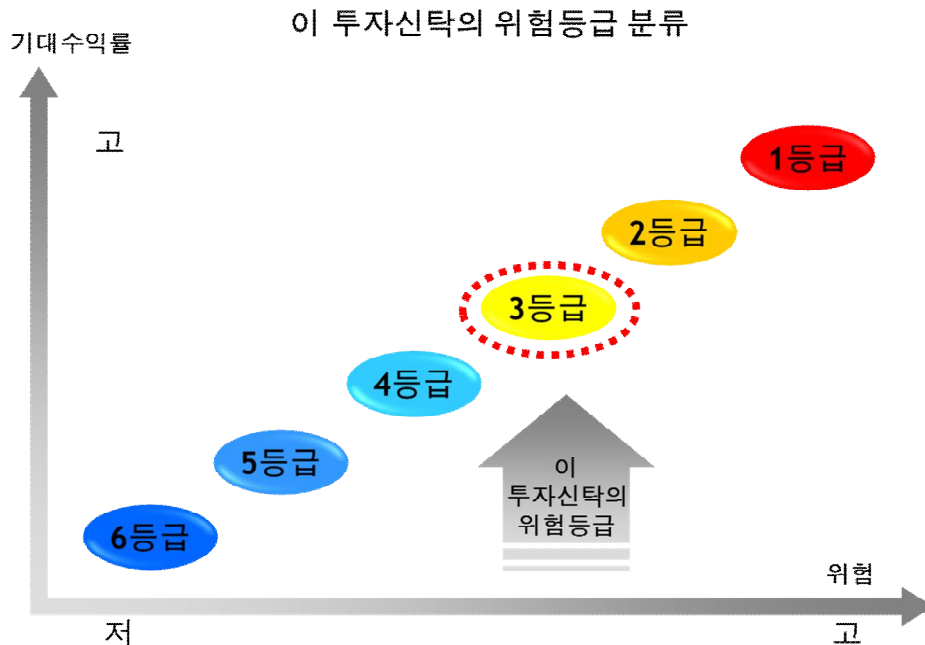 이 투자신탁의 위험등급 분류
기대수익률
고
1등급
2등급
3등급
4등급
5등급
6등급
이
투자신탁의
위험등급
위험
저
고